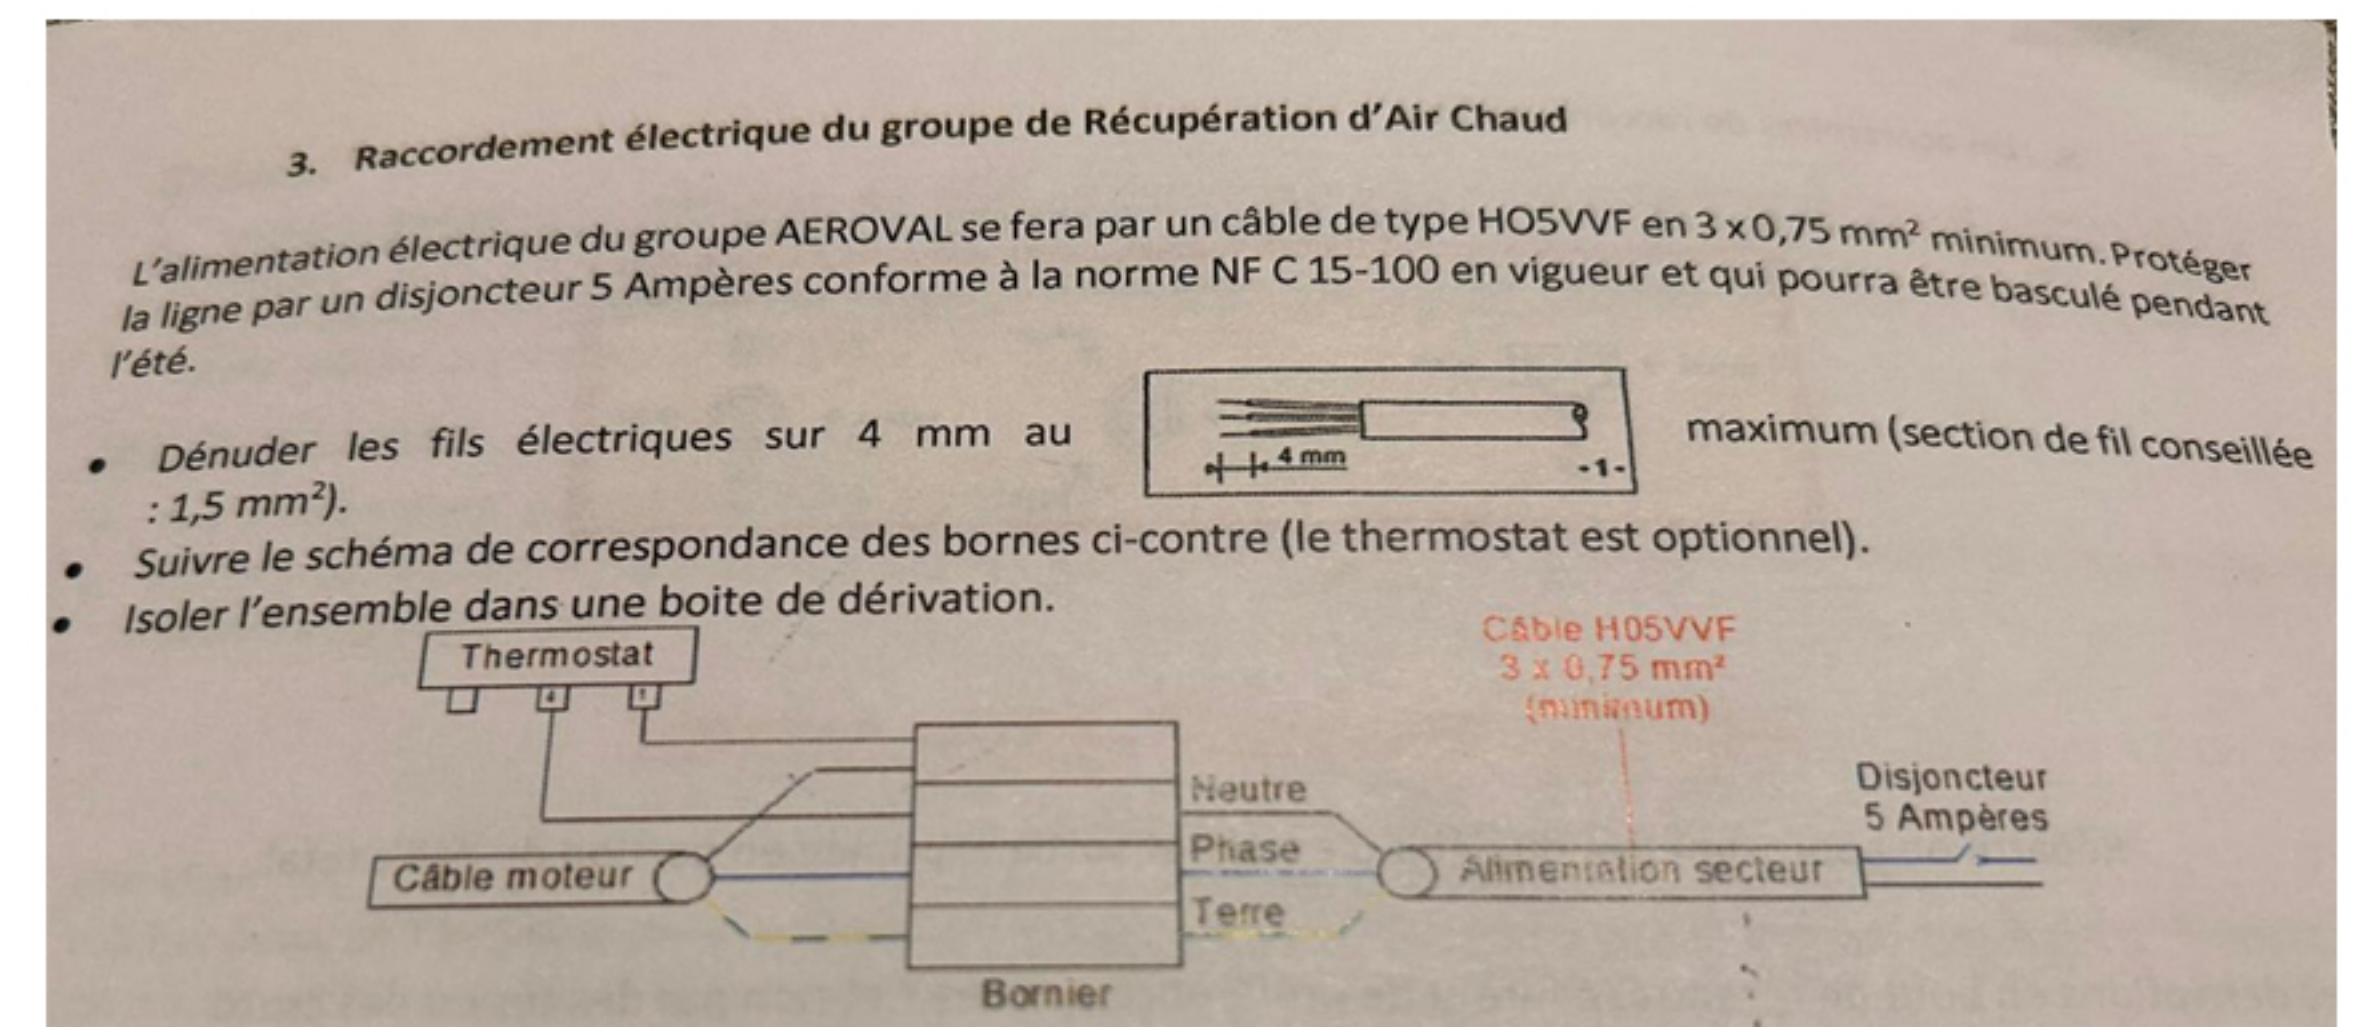 3. Raccordement électrique du groupe de Récupération d'Air Chaud
L'alimentation électrique du groupe AEROVAL se fera par un câble de type HO5VVF en 3 x 0,75 mm² minimum. Protéger
la ligne par un disjoncteur 5 Ampères conforme à la norme NF C 15-100 en vigueur et qui pourra être basculé pendant
l'été.
• Dénuder les fils électriques sur 4 mm au maximum (section de fil conseillée
4 mm
-1-
: 1,5 mm²).
• Suivre le schéma de correspondance des bornes ci-contre (le thermostat est optionnel).
• Isoler l'ensemble dans une boite de dérivation.
Thermostat
4 1
Câble H05VVF
3 x 0,75 mm²
(minimum)
Neutre
Disjoncteur
5 Ampères
Phase
Câble moteur
Alimentation secteur
Terre
Bornier